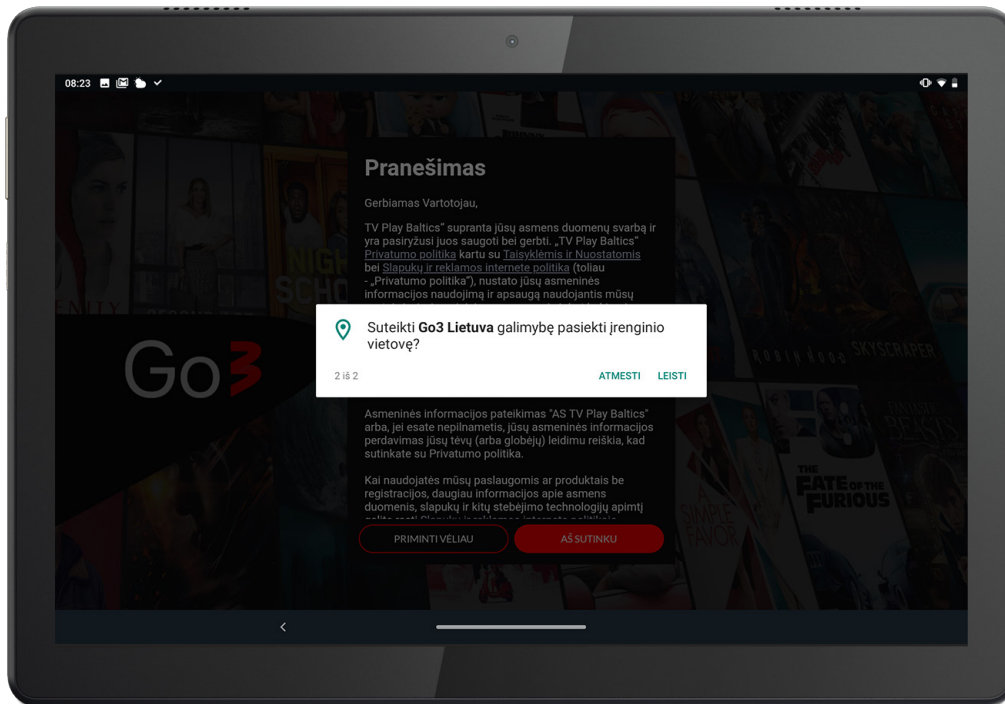 08:23
Pranešimas
Gerbiamas Vartotojau,
TV Play Baltics“ supranta jūsų asmens duomenų svarbą ir
yra pasiryžusi juos saugoti bei gerbti. „TV Play Baltics“
Privatumo politika kartu su Taisyklėmis ir Nuostatomis
bei Slapukų ir reklamos internete politika (toliau
- „Privatumo politika“), nustato jūsų asmeninės
informacijos naudojimą ir apsaugą naudojantis mūsų
Suteikti Go3 Lietuva galimybę pasiekti įrenginio
vietovę?
2 iš 2
ATMESTI LEISTI
Go3
NIGHT
SCHO
ROBIN HOOD
SKYSCRAPER
Asmeninės informacijos pateikimas "AS TV Play Baltics"
arba, jei esate nepilnametis, jūsų asmeninės informacijos
perdavimas jūsų tėvų (arba globėjų) leidimu reiškia, kad
sutinkate su Privatumo politika.
Kai naudojatės mūsų paslaugomis ar produktais be
registracijos, daugiau informacijos apie asmens
duomenis, slapukų ir kitų stebėjimo technologijų apimtį
PRIMINTI VĖLIAU
AŠ SUTINKU
A
SIMPLE
FAVOR
THE
FATE OF THE
FURIOUS
FANTASTIC
BEASTS